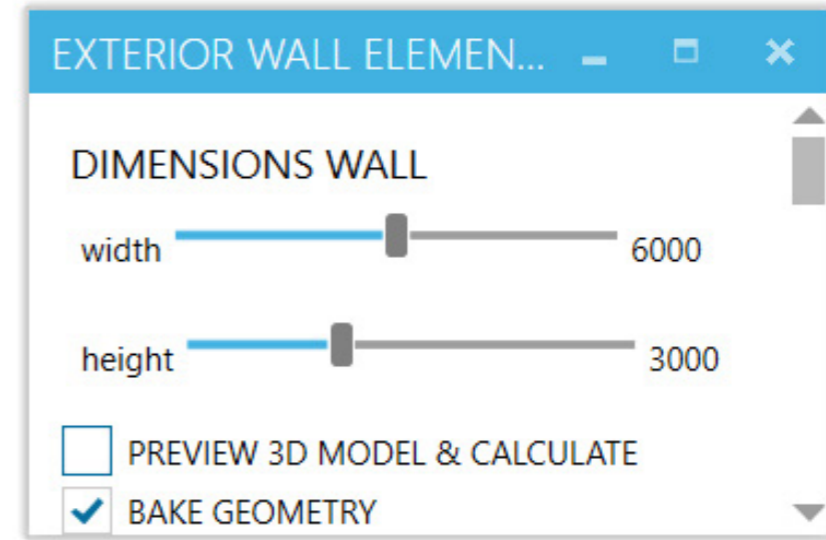 EXTERIOR WALL ELEMEN...
DIMENSIONS WALL
width 6000
height 3000
PREVIEW 3D MODEL & CALCULATE
BAKE GEOMETRY